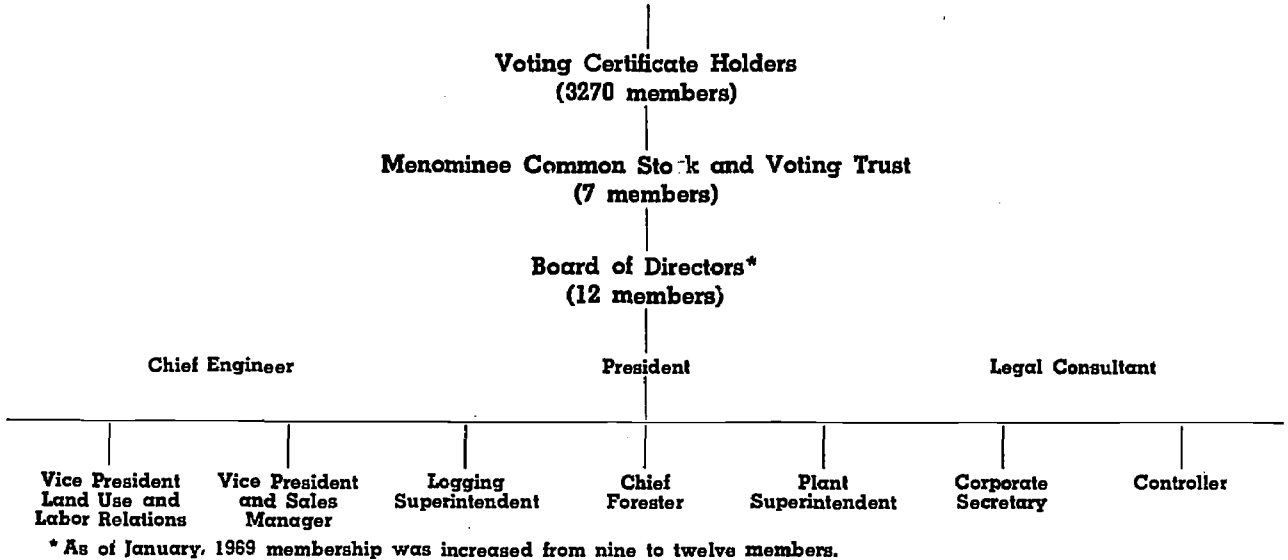 Voting Certificate Holders
(3270 members)
Menominee Common Stock and Voting Trust
(7 members)
Board of Directors*
(12 members)
Chief Engineer
President
Legal Consultant
Vice President
Land Use and
Labor Relations
Vice President
and Sales
Manager
Logging
Superintendent
Chief
Forester
Plant
Superintendent
Corporate
Secretary
Controller
* As of January, 1969 membership was increased from nine to twelve members.